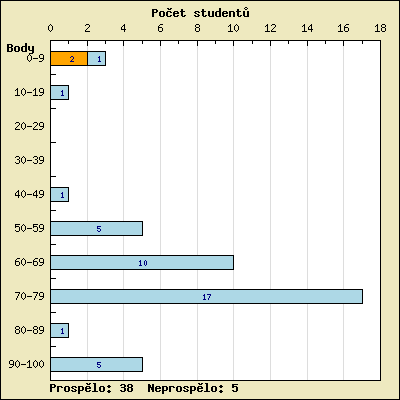 Počet studentů
0 2 4 6 8 10 12 14 16 18
Body
0-9 2 1
10-19 1
20-29
30-39
40-49 1
50-59 5
60-69 10
70-79 17
80-89 1
90-100 5
Prospělo: 38 Neprospělo: 5